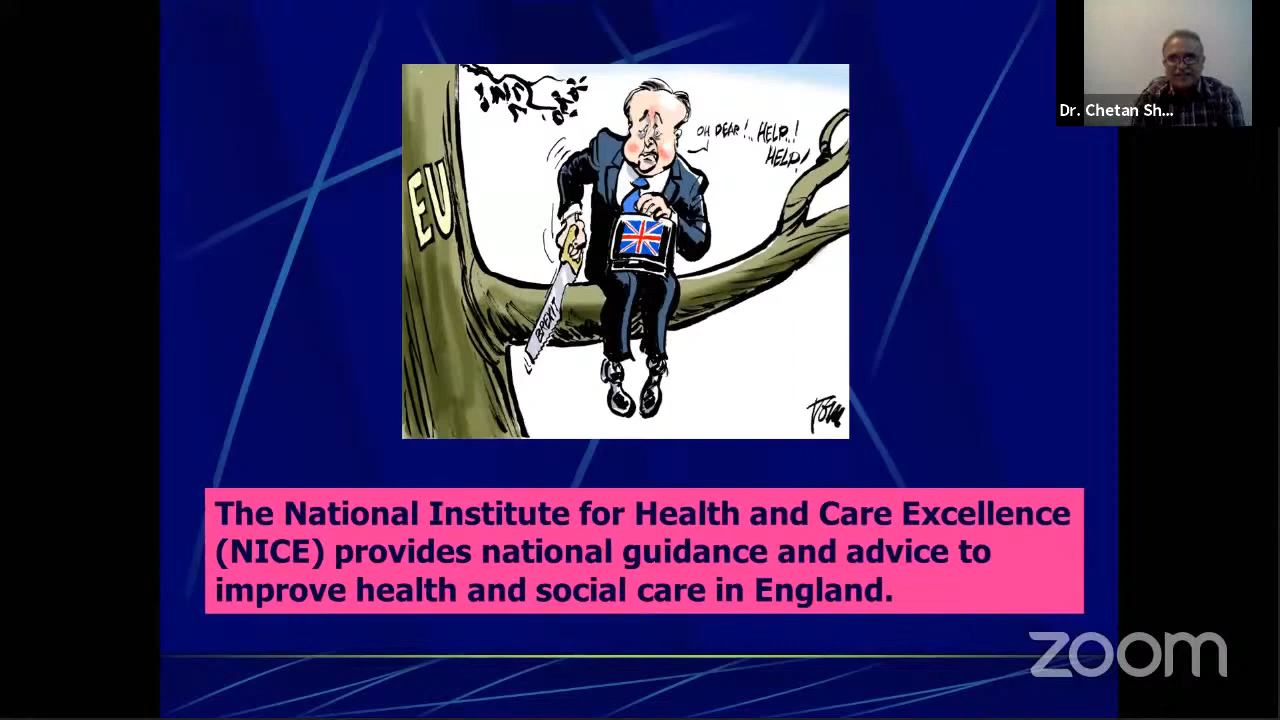 Dr. Chetan Sh...
EU
OH DEAR!.. HELP..!
HELP!
BREXIT
Tom
The National Institute for Health and Care Excellence
(NICE) provides national guidance and advice to
improve health and social care in England.
zoom